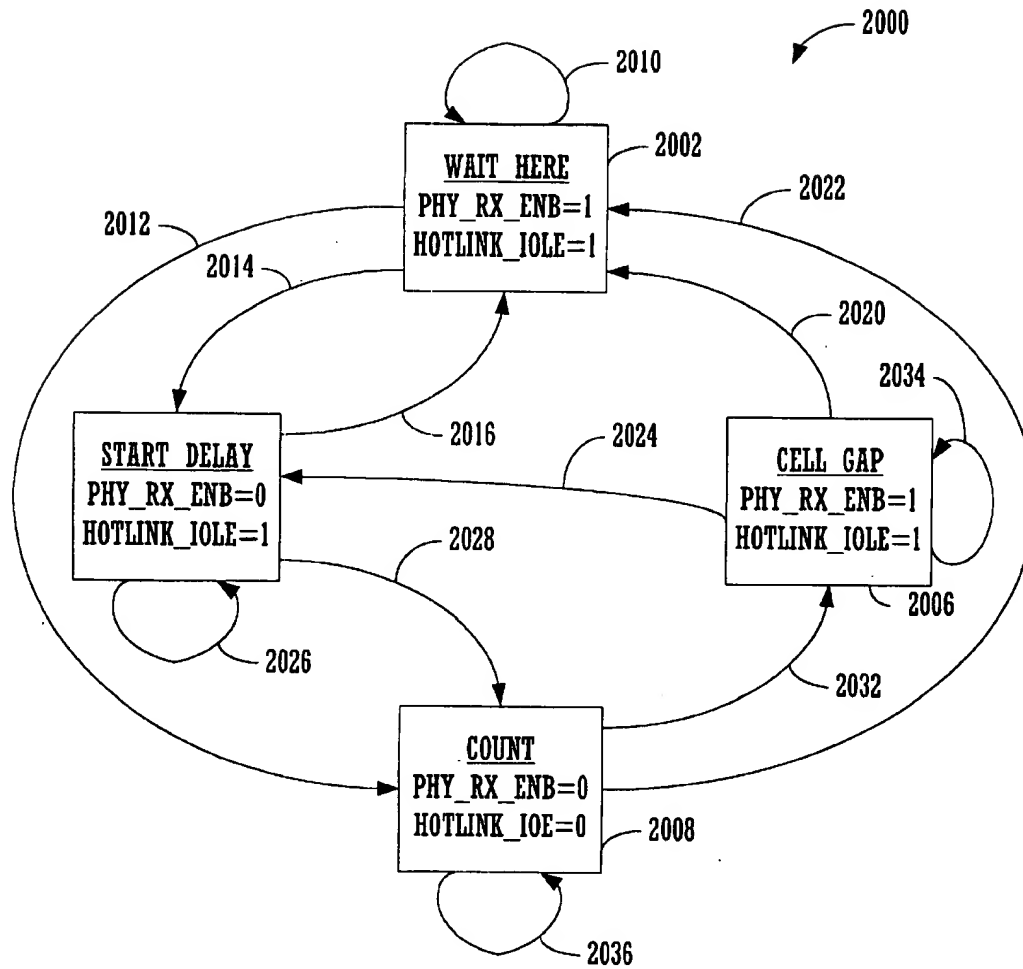 2000
2010
WAIT HERE
PHY_RX_ENB=1
HOTLINK_IOLE=1
2002
2012
2014
2022
2020
2016
2024
2034
START DELAY
PHY_RX_ENB=0
HOTLINK_IOLE=1
CELL GAP
PHY_RX_ENB=1
HOTLINK_IOLE=1
2028
2006
2026
2032
COUNT
PHY_RX_ENB=0
HOTLINK_IOE=0
2008
2036